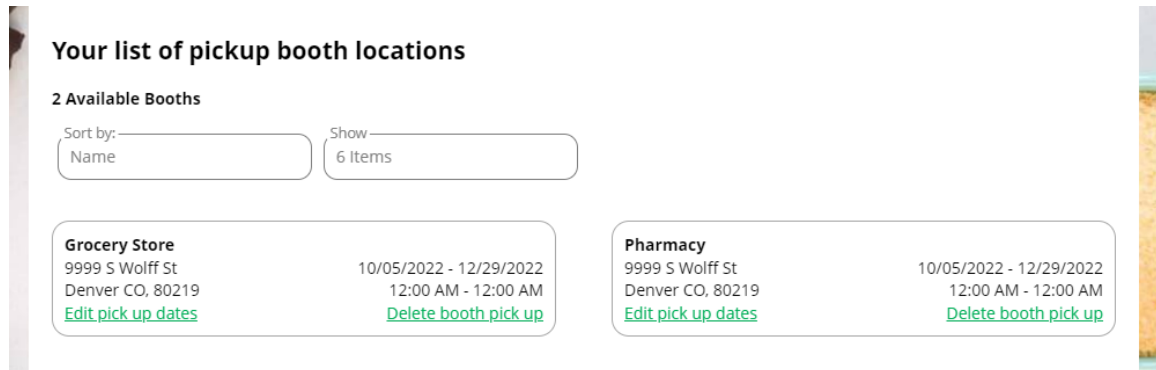 Your list of pickup booth locations
2 Available Booths
Sort by:
Name
Show
6 Items
Grocery Store
9999 S Wolff St
10/05/2022 - 12/29/2022
Denver CO, 80219
12:00 AM - 12:00 AM
Edit pick up dates
Delete booth pick up
Pharmacy
9999 S Wolff St
10/05/2022 - 12/29/2022
Denver CO, 80219
12:00 AM - 12:00 AM
Edit pick up dates
Delete booth pick up